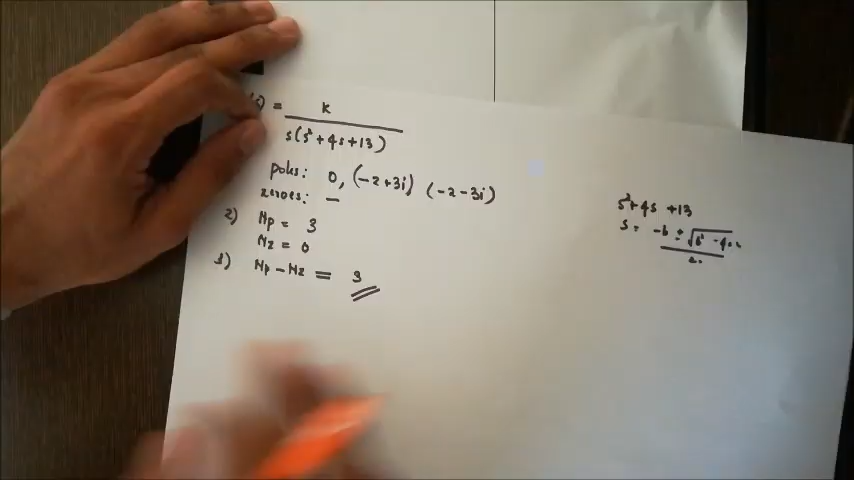 (s) = K
s(s²+4s+13)
poles: 0, (-2+3i) (-2-3i)
zeroes: —
2) Np = 3
Nz = 0
3) Np - Nz = 3
s²+4s +13
s = -b ± √b² - 4ac
2a